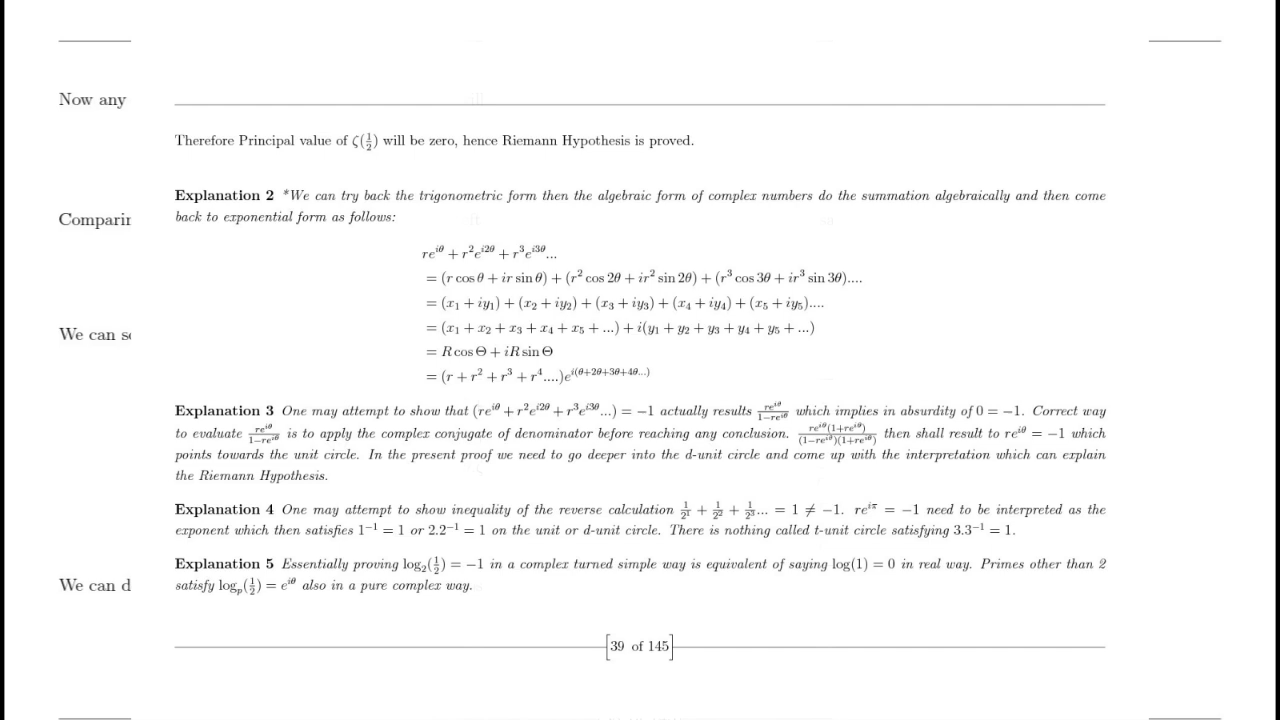 Now any
Therefore Principal value of ζ(1/2) will be zero, hence Riemann Hypothesis is proved.
Explanation 2 *We can try back the trigonometric form then the algebraic form of complex numbers do the summation algebraically and then come
Comparin
back to exponential form as follows:
re^{iθ} + r^2e^{i2θ} + r^3e^{i3θ}...
= (r cos θ + ir sin θ) + (r^2 cos 2θ + ir^2 sin 2θ) + (r^3 cos 3θ + ir^3 sin 3θ)....
= (x_1 + iy_1) + (x_2 + iy_2) + (x_3 + iy_3) + (x_4 + iy_4) + (x_5 + iy_5)....
We can se
= (x_1 + x_2 + x_3 + x_4 + x_5 + ...) + i(y_1 + y_2 + y_3 + y_4 + y_5 + ...)
= R cos Θ + iR sin Θ
= (r + r^2 + r^3 + r^4....)e^{i(θ+2θ+3θ+4θ...)}
Explanation 3 One may attempt to show that (re^{iθ} + r^2e^{i2θ} + r^3e^{i3θ}...) = −1 actually results re^{iθ}/(1−re^{iθ}) which implies in absurdity of 0 = −1. Correct way
to evaluate re^{iθ}/(1−re^{iθ}) is to apply the complex conjugate of denominator before reaching any conclusion. re^{iθ}(1+re^{iθ})/((1−re^{iθ})(1+re^{iθ})) then shall result to re^{iθ} = −1 which
points towards the unit circle. In the present proof we need to go deeper into the d-unit circle and come up with the interpretation which can explain
the Riemann Hypothesis.
Explanation 4 One may attempt to show inequality of the reverse calculation 1/2^1 + 1/2^2 + 1/2^3... = 1 ≠ −1. re^{iπ} = −1 need to be interpreted as the
exponent which then satisfies 1^{−1} = 1 or 2.2^{−1} = 1 on the unit or d-unit circle. There is nothing called t-unit circle satisfying 3.3^{−1} = 1.
Explanation 5 Essentially proving log_2(1/2) = −1 in a complex turned simple way is equivalent of saying log(1) = 0 in real way. Primes other than 2
We can d
satisfy log_p(1/2) = e^{iθ} also in a pure complex way.
[39 of 145]